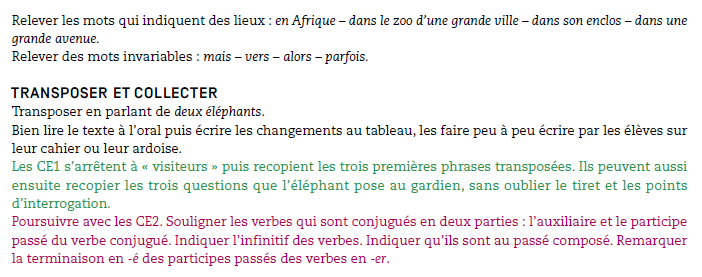 Relever les mots qui indiquent des lieux : en Afrique – dans le zoo d’une grande ville – dans son enclos – dans une
grande avenue.
Relever des mots invariables : mais – vers – alors – parfois.
TRANSPOSER ET COLLECTER
Transposer en parlant de deux éléphants.
Bien lire le texte à l’oral puis écrire les changements au tableau, les faire peu à peu écrire par les élèves sur
leur cahier ou leur ardoise.
Les CE1 s’arrêtent à « visiteurs » puis recopient les trois premières phrases transposées. Ils peuvent aussi
ensuite recopier les trois questions que l’éléphant pose au gardien, sans oublier le tiret et les points
d’interrogation.
Poursuivre avec les CE2. Souligner les verbes qui sont conjugués en deux parties : l’auxiliaire et le participe
passé du verbe conjugué. Indiquer l’infinitif des verbes. Indiquer qu’ils sont au passé composé. Remarquer
la terminaison en -é des participes passés des verbes en -er.